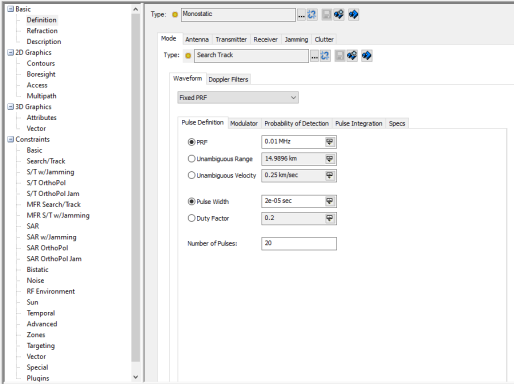 Basic
Definition
Refraction
Description
2D Graphics
Contours
Boresight
Access
Multipath
3D Graphics
Attributes
Vector
Constraints
Basic
Search/Track
S/T w/Jamming
S/T OrthoPol
S/T OrthoPol Jam
MFR Search/Track
MFR S/T w/Jamming
SAR
SAR w/Jamming
SAR OrthoPol
SAR OrthoPol Jam
Bistatic
Noise
RF Environment
Sun
Temporal
Advanced
Zones
Targeting
Vector
Special
Plugins
Type: Monostatic ...
Mode Antenna Transmitter Receiver Jamming Clutter
Type: Search Track ...
Waveform Doppler Filters
Fixed PRF
Pulse Definition Modulator Probability of Detection Pulse Integration Specs
PRF 0.01 MHz
Unambiguous Range 14.9896 km
Unambiguous Velocity 0.25 km/sec
Pulse Width 2e-05 sec
Duty Factor 0.2
Number of Pulses: 20